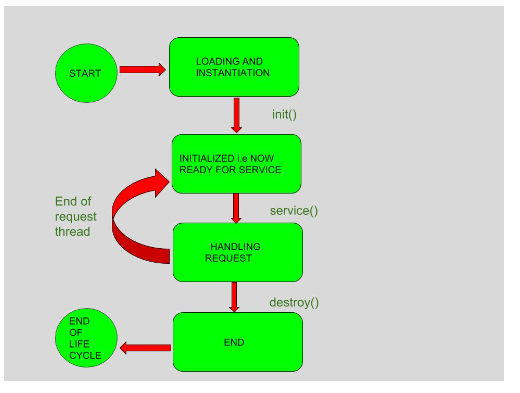 START
LOADING AND
INSTANTIATION
init()
INITIALIZED i.e NOW
READY FOR SERVICE
End of
request
thread
service()
HANDLING
REQUEST
destroy()
END
OF
LIFE
CYCLE
END